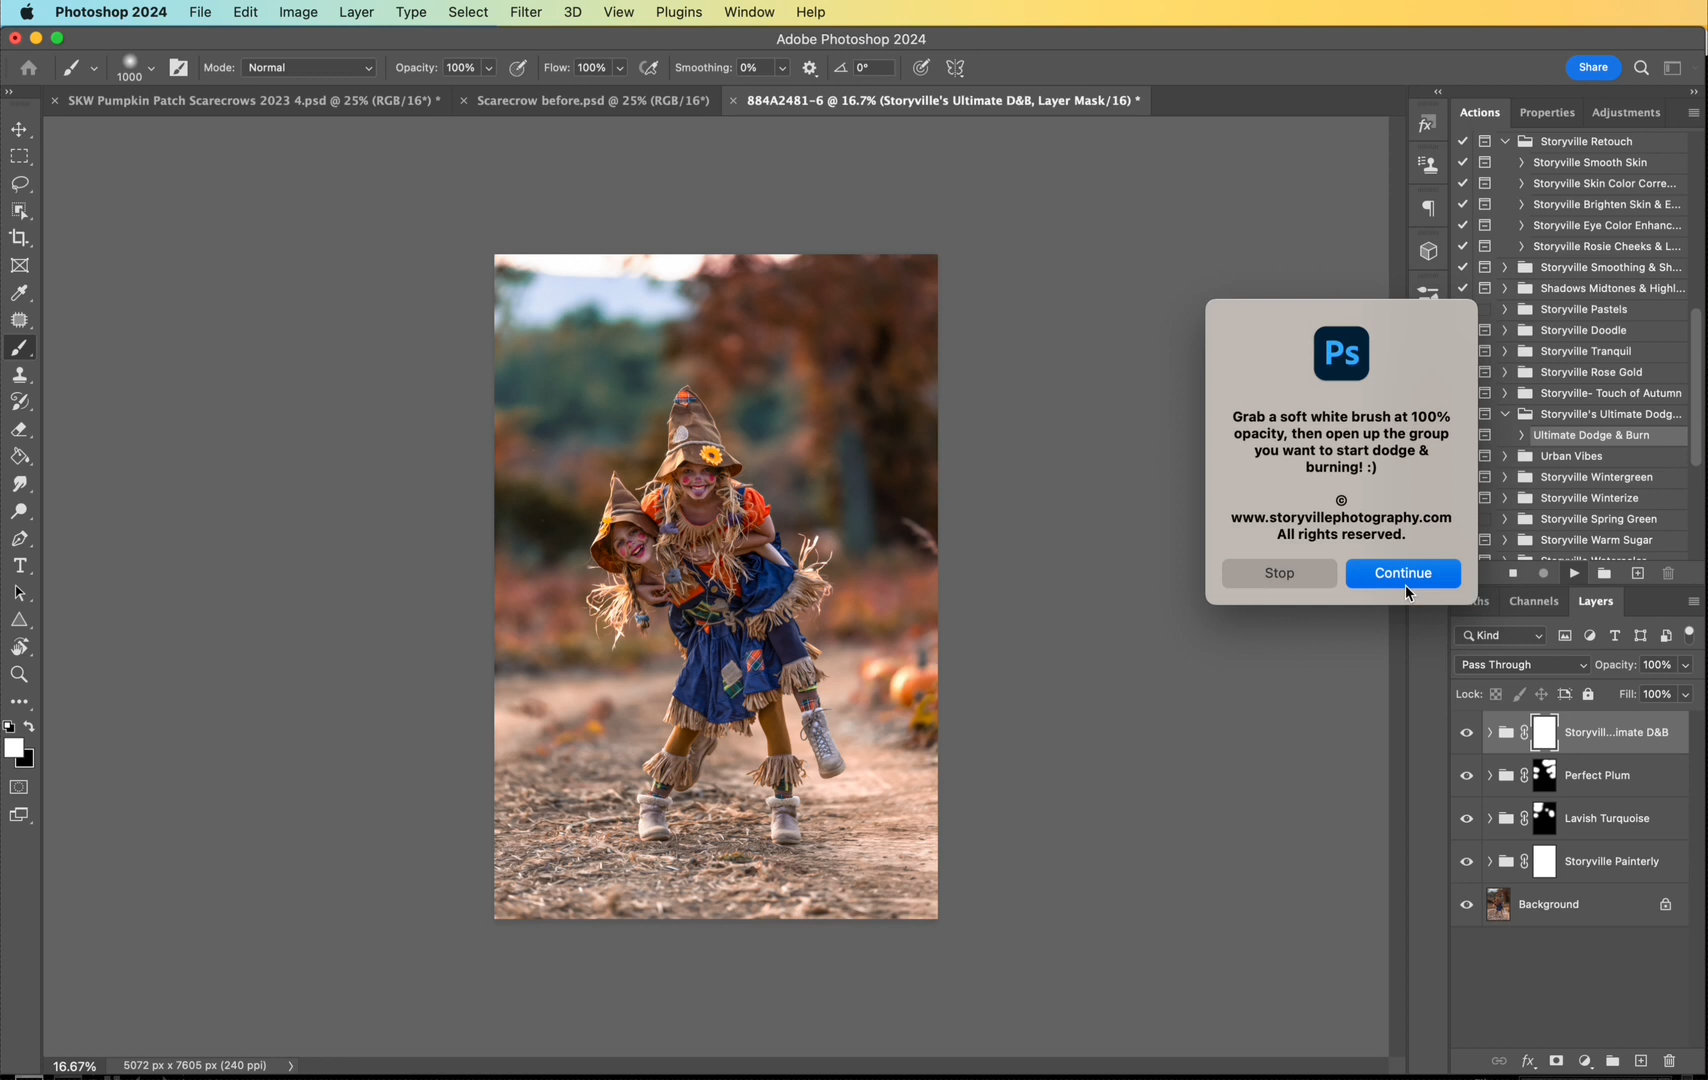 Photoshop 2024 File Edit Image Layer Type Select Filter 3D View Plugins Window Help
Adobe Photoshop 2024
1000 Mode: Normal Opacity: 100% Flow: 100% Smoothing: 0% 0° Share
SKW Pumpkin Patch Scarecrows 2023 4.psd @ 25% (RGB/16*) * Scarecrow before.psd @ 25% (RGB/16*) 884A2481-6 @ 16.7% (Storyville's Ultimate D&B, Layer Mask/16) *
Actions Properties Adjustments
Storyville Retouch
Storyville Smooth Skin
Storyville Skin Color Corre...
Storyville Brighten Skin & E...
Storyville Eye Color Enhanc...
Storyville Rosie Cheeks & L...
Storyville Smoothing & Sh...
Shadows Midtones & Highl...
Storyville Pastels
Storyville Doodle
Storyville Tranquil
Storyville Rose Gold
Storyville- Touch of Autumn
Storyville's Ultimate Dodg...
Ultimate Dodge & Burn
Urban Vibes
Storyville Wintergreen
Storyville Winterize
Storyville Spring Green
Storyville Warm Sugar
Ps
Grab a soft white brush at 100%
opacity, then open up the group
you want to start dodge &
burning! :)
©
www.storyvillephotography.com
All rights reserved.
Stop Continue
Channels Layers
Kind
Pass Through Opacity: 100%
Lock: Fill: 100%
Storyvill...imate D&B
Perfect Plum
Lavish Turquoise
Storyville Painterly
Background
16.67% 5072 px x 7605 px (240 ppi)